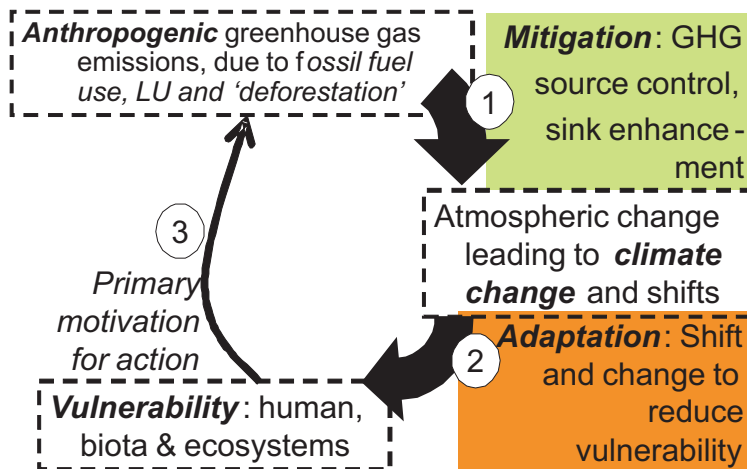 Anthropogenic greenhouse gas
emissions, due to fossil fuel
use, LU and ‘deforestation’
1
Mitigation: GHG
source control,
sink enhance-
ment
Atmospheric change
leading to climate
change and shifts
2
Adaptation: Shift
and change to
reduce
vulnerability
Vulnerability: human,
biota & ecosystems
3
Primary
motivation
for action